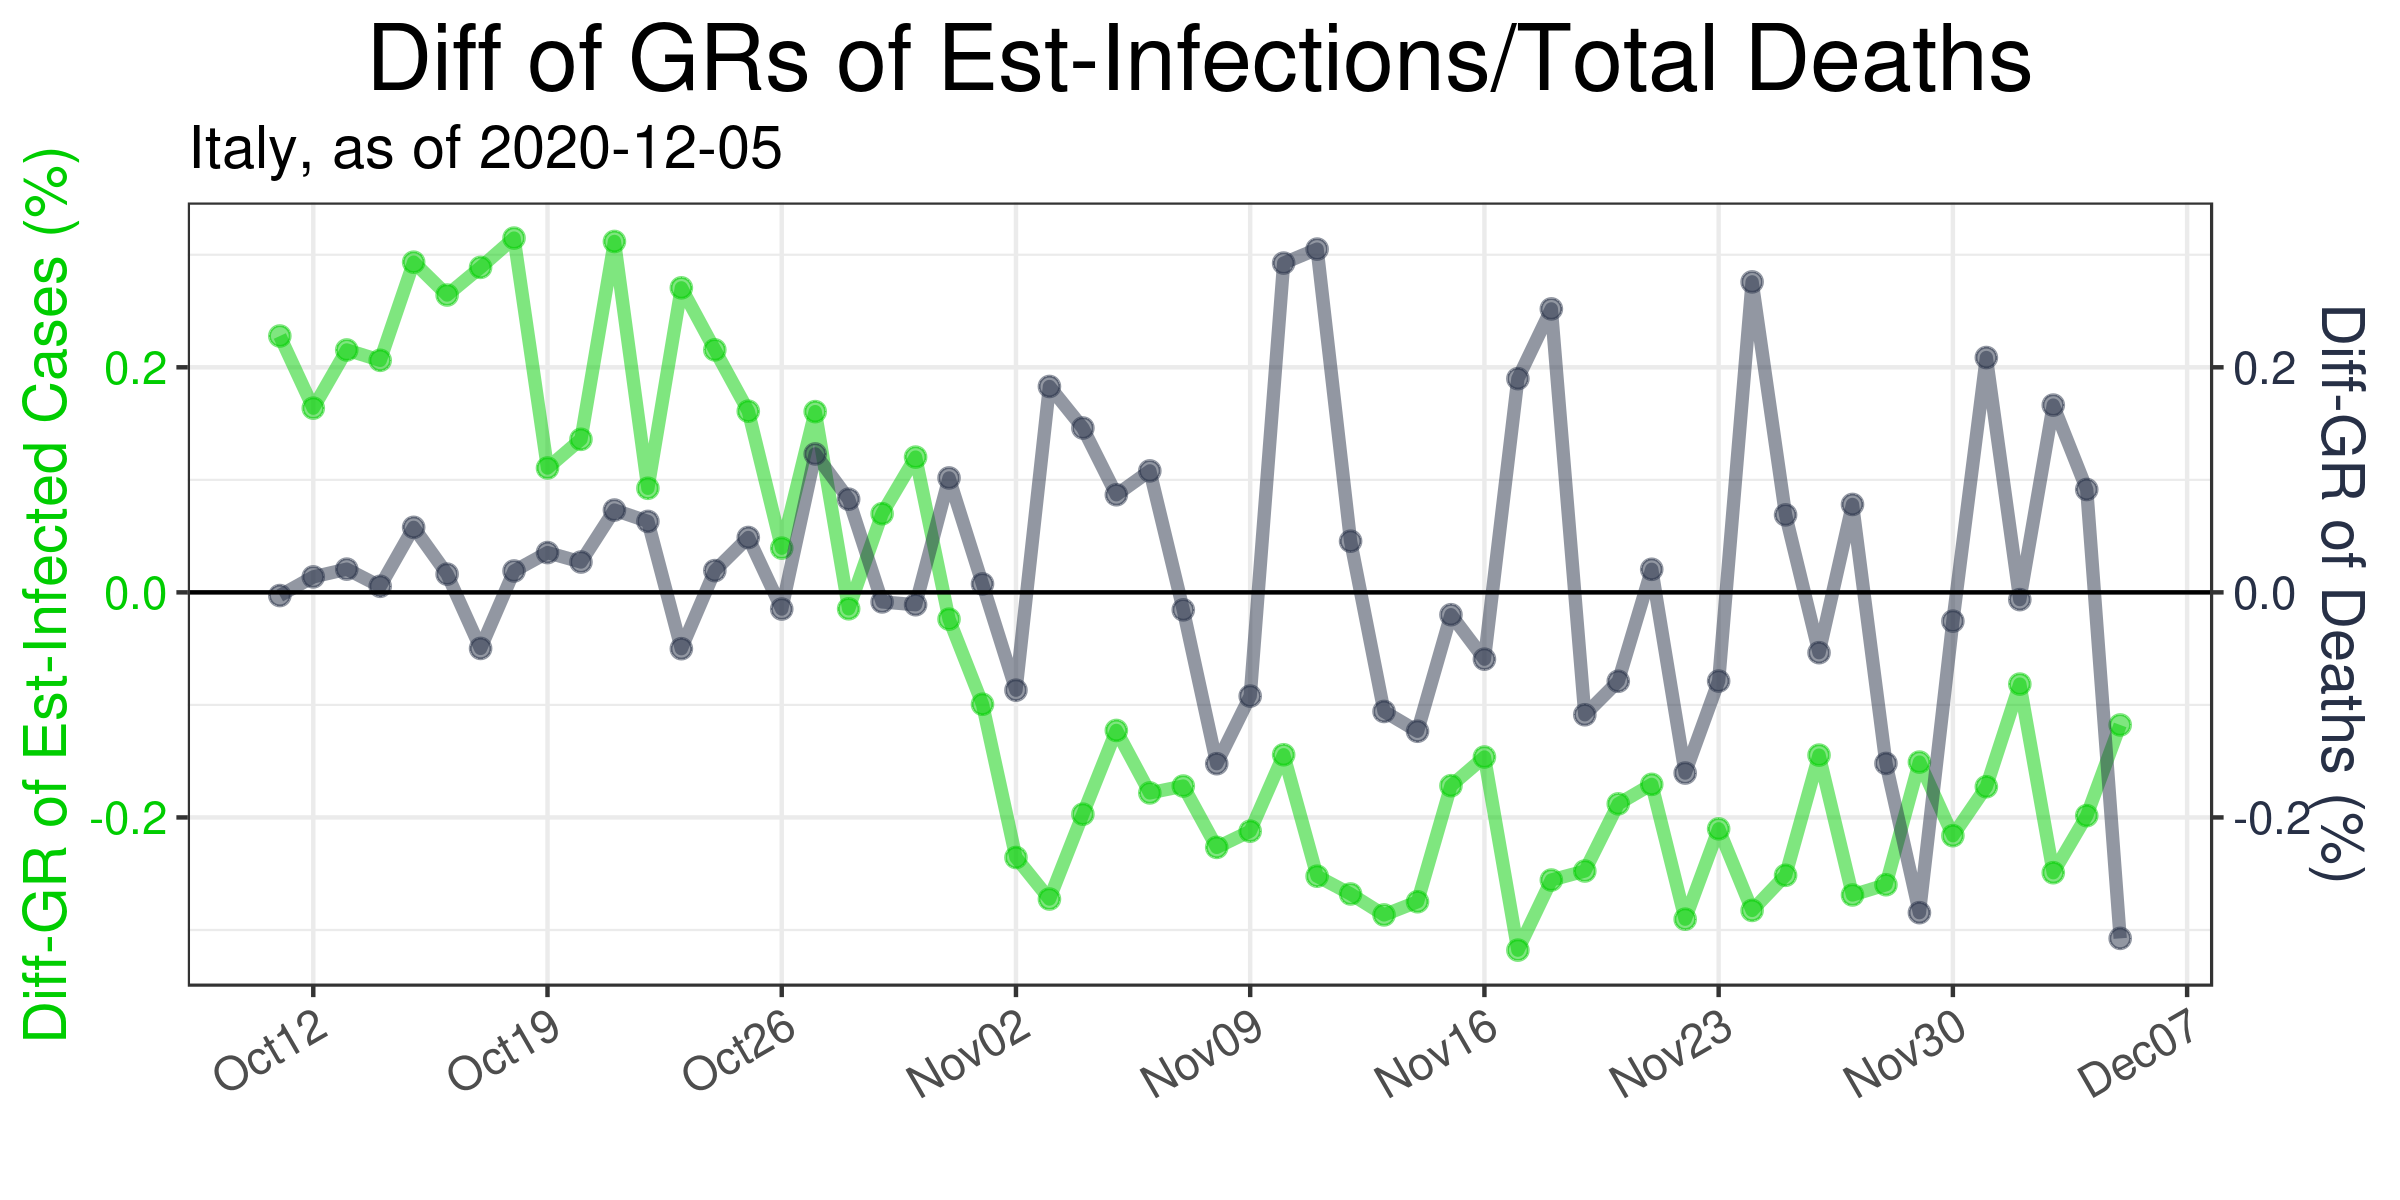 Diff of GRs of Est-Infections/Total Deaths
Italy, as of 2020-12-05
Diff-GR of Est-Infected Cases (%)
0.2
0.0
-0.2
0.2
0.0
-0.2
Diff-GR of Deaths (%)
Oct12
Oct19
Oct26
Nov02
Nov09
Nov16
Nov23
Nov30
Dec07